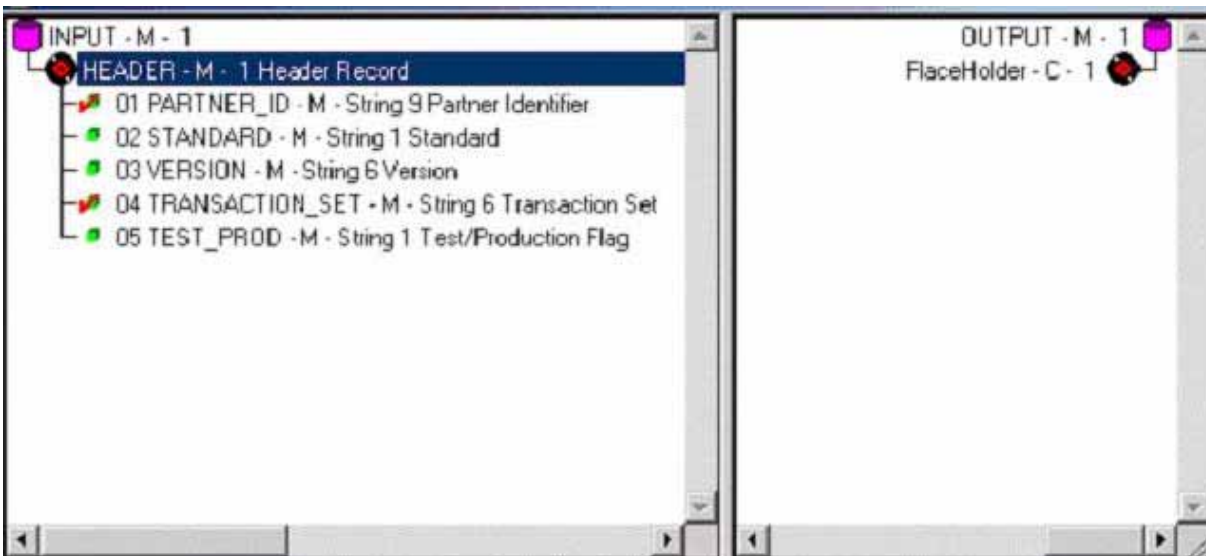 INPUT - M - 1
HEADER - M - 1 Header Record
01 PARTNER_ID - M - String 9 Partner Identifier
02 STANDARD - M - String 1 Standard
03 VERSION - M - String 6 Version
04 TRANSACTION_SET - M - String 6 Transaction Set
05 TEST_PROD - M - String 1 Test/Production Flag
OUTPUT - M - 1
FlaceHolder - C - 1